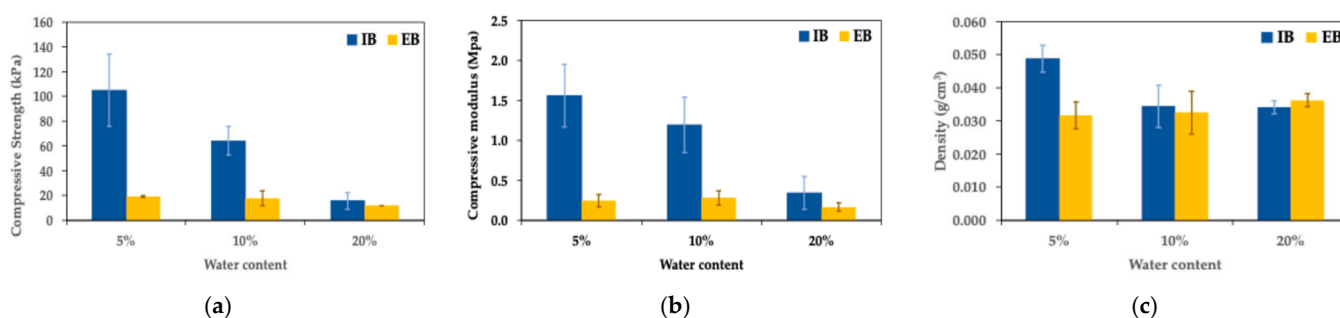 Compressive Strength (kPa)
160
140
120
100
80
60
40
20
0
IB EB
5% 10% 20%
Water content
(a)
Compressive modulus (Mpa)
2.5
2.0
1.5
1.0
0.5
0.0
IB EB
5% 10% 20%
Water content
(b)
Density (g/cm³)
0.060
0.050
0.040
0.030
0.020
0.010
0.000
IB EB
5% 10% 20%
Water content
(c)